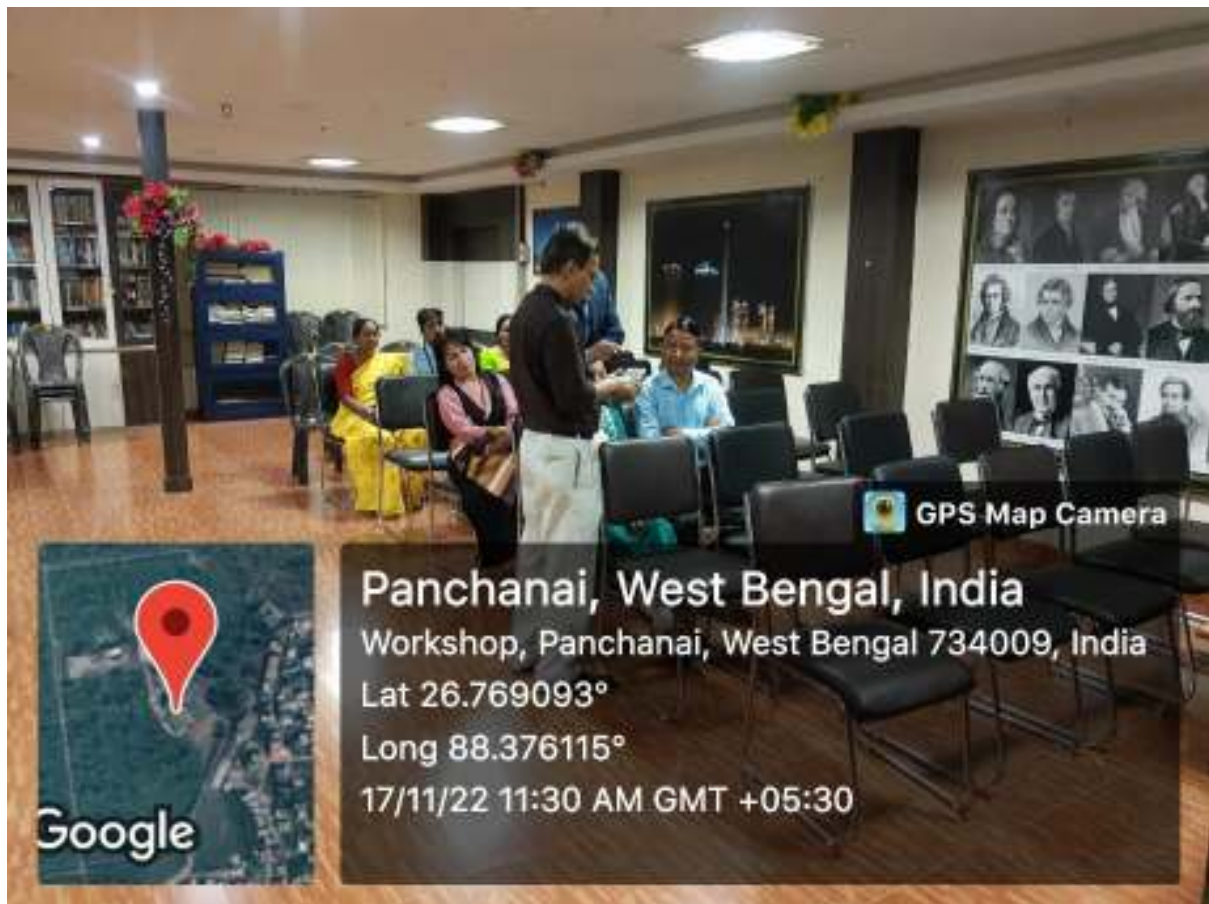 GPS Map Camera
Panchanai, West Bengal, India
Workshop, Panchanai, West Bengal 734009, India
Lat 26.769093°
Long 88.376115°
17/11/22 11:30 AM GMT +05:30
Google